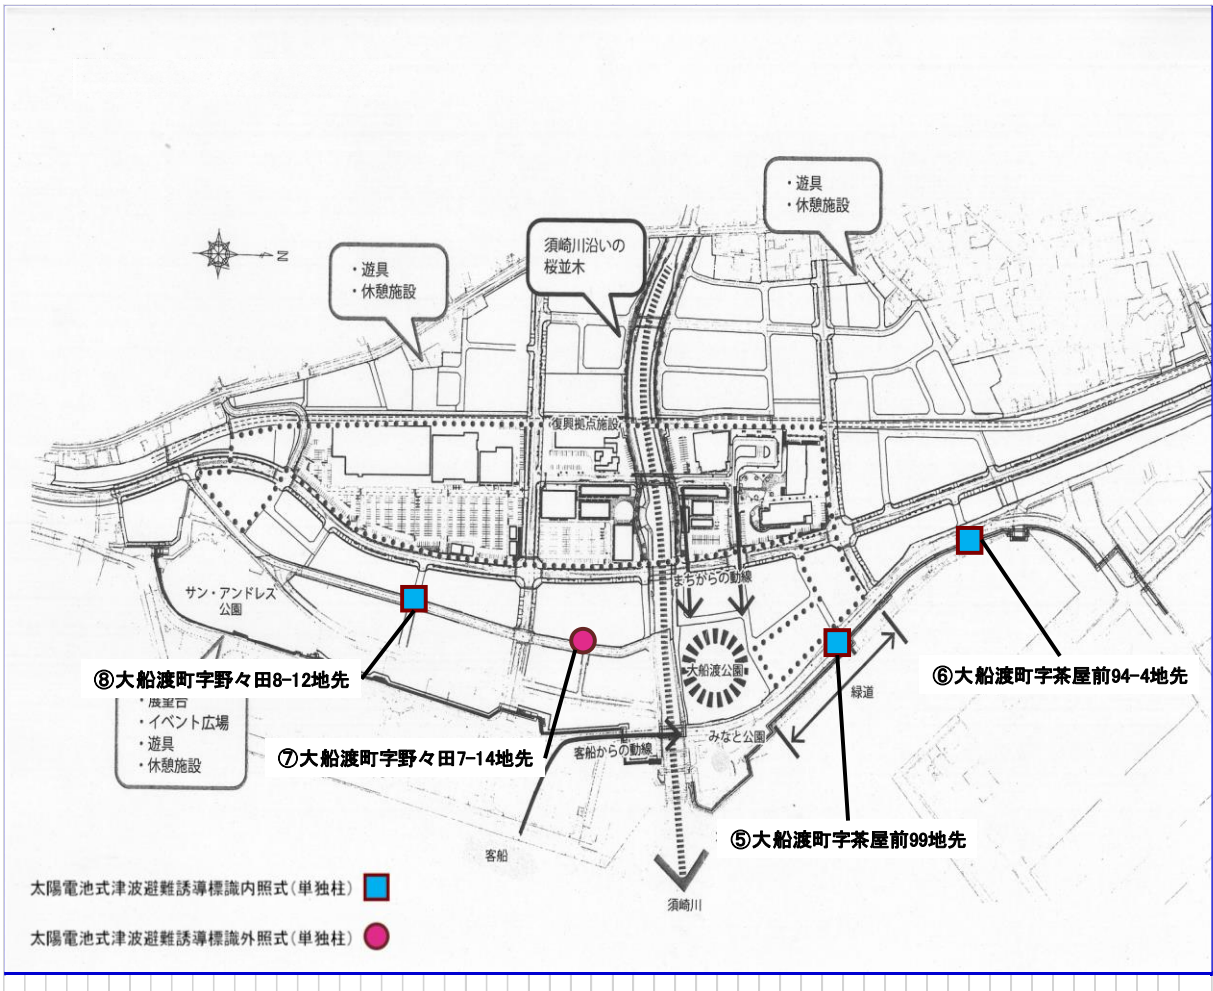 ・遊具
・休憩施設
須崎川沿いの
桜並木
・遊具
・休憩施設
N
復興拠点施設
まちからの動線
サン・アンドレス
公園
大船渡公園
⑧大船渡町字野々田8-12地先
⑥大船渡町字茶屋前94-4地先
緑道
・展望台
・イベント広場
・遊具
・休憩施設
みなと公園
客船からの動線
⑦大船渡町字野々田7-14地先
⑤大船渡町字茶屋前99地先
客船
須崎川
太陽電池式津波避難誘導標識内照式(単独柱)
太陽電池式津波避難誘導標識外照式(単独柱)